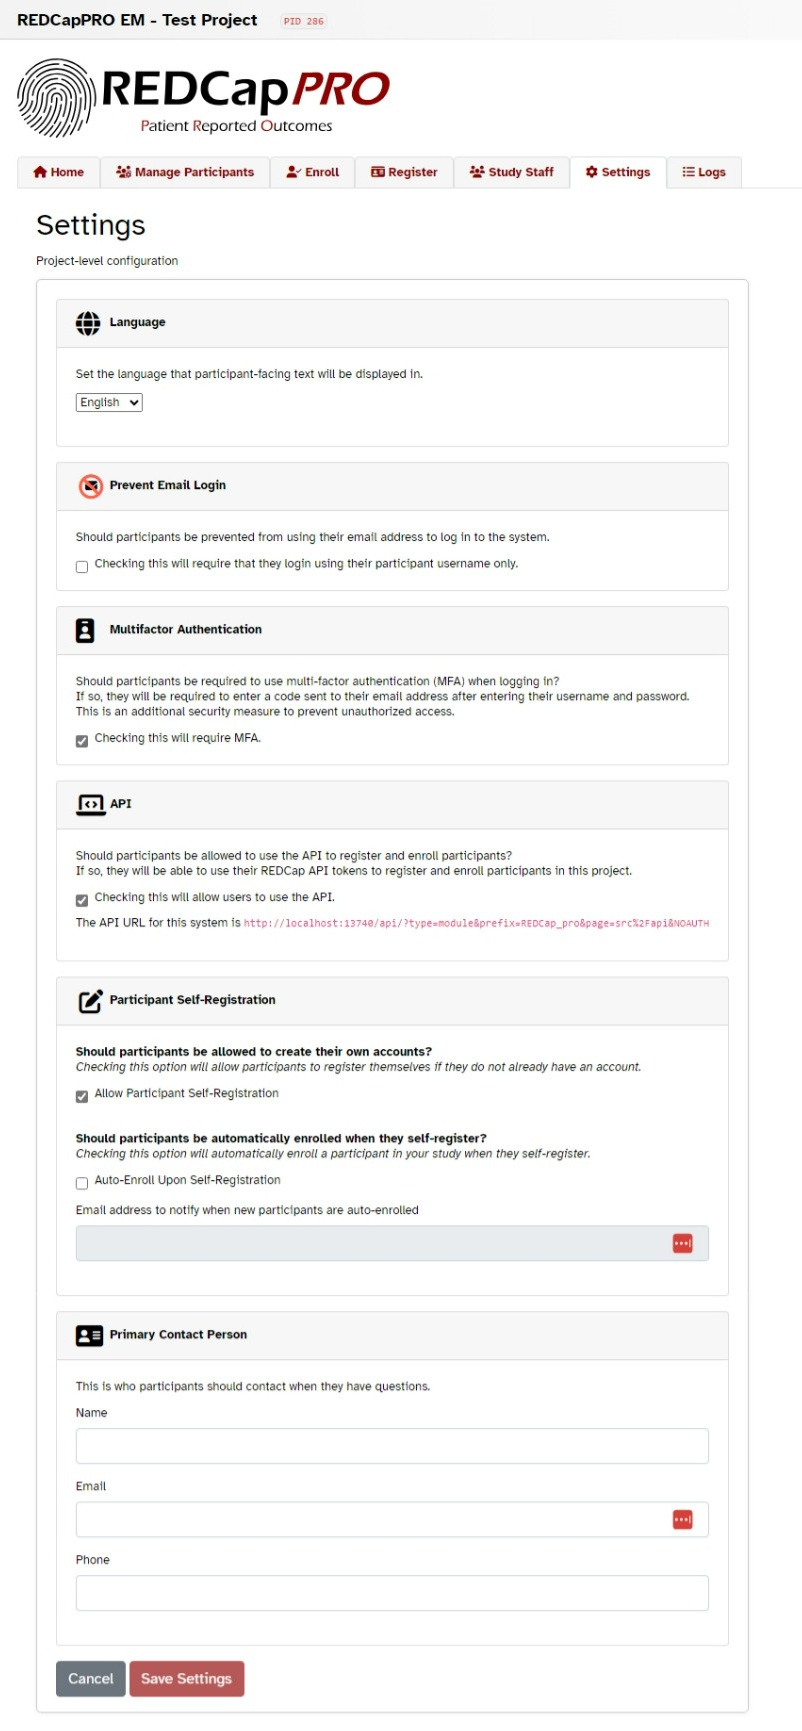 REDCapPRO EM - Test Project PID 286
REDCapPRO
Patient Reported Outcomes
Home Manage Participants Enroll Register Study Staff Settings Logs
Settings
Project-level configuration
Language
Set the language that participant-facing text will be displayed in.
English
Prevent Email Login
Should participants be prevented from using their email address to log in to the system.
Checking this will require that they login using their participant username only.
Multifactor Authentication
Should participants be required to use multi-factor authentication (MFA) when logging in?
If so, they will be required to enter a code sent to their email address after entering their username and password.
This is an additional security measure to prevent unauthorized access.
Checking this will require MFA.
API
Should participants be allowed to use the API to register and enroll participants?
If so, they will be able to use their REDCap API tokens to register and enroll participants in this project.
Checking this will allow users to use the API.
The API URL for this system is http://localhost:13740/api/?type=module&prefix=REDCap_pro&page=src%2Fapi&NOAUTH
Participant Self-Registration
Should participants be allowed to create their own accounts?
Checking this option will allow participants to register themselves if they do not already have an account.
Allow Participant Self-Registration
Should participants be automatically enrolled when they self-register?
Checking this option will automatically enroll a participant in your study when they self-register.
Auto-Enroll Upon Self-Registration
Email address to notify when new participants are auto-enrolled
Primary Contact Person
This is who participants should contact when they have questions.
Name
Email
Phone
Cancel Save Settings